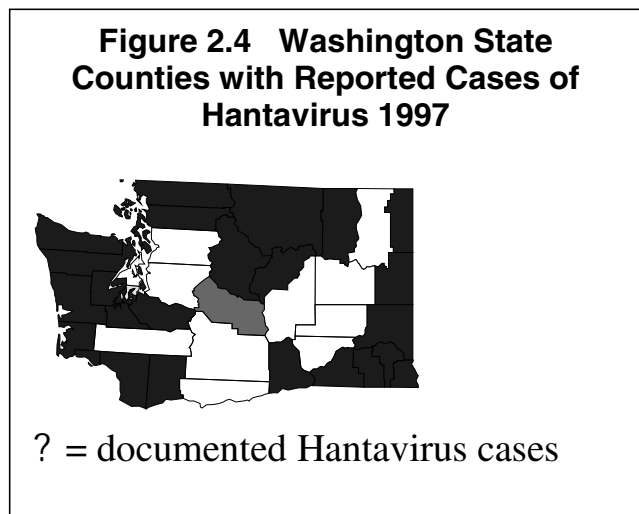 Figure 2.4 Washington State
Counties with Reported Cases of
Hantavirus 1997
? = documented Hantavirus cases